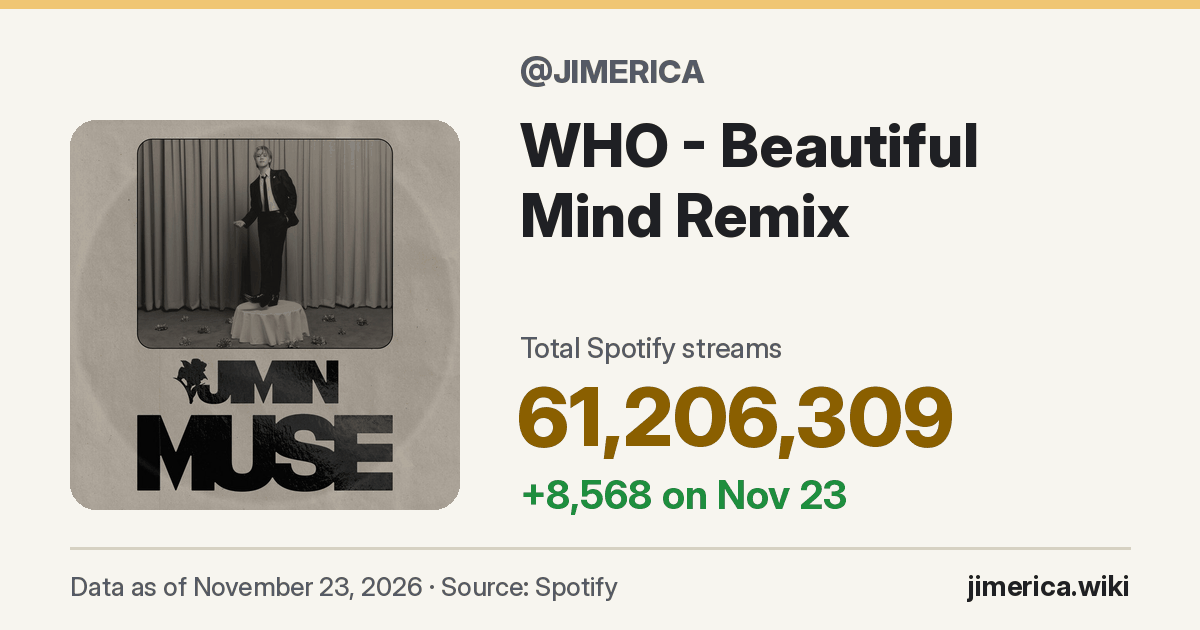 @JIMERICA
WHO - Beautiful
Mind Remix
JIMIN
MUSE
Total Spotify streams
61,206,309
+8,568 on Nov 23
Data as of November 23, 2026 · Source: Spotify
jimerica.wiki